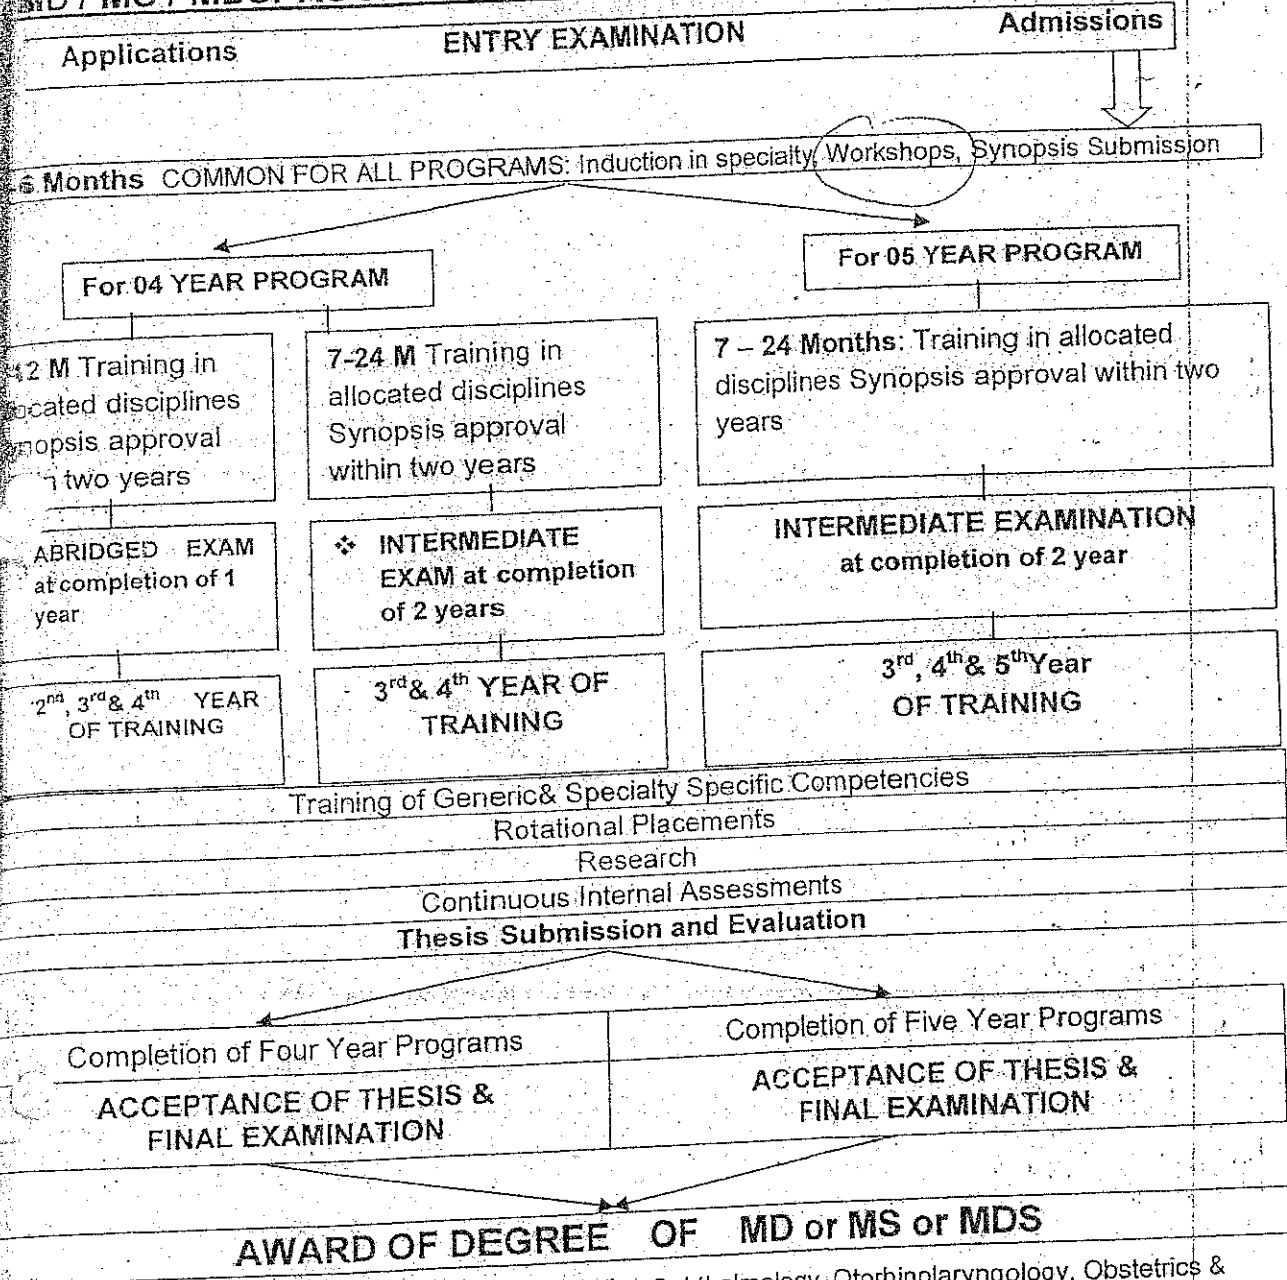 Applications ENTRY EXAMINATION Admissions
Months COMMON FOR ALL PROGRAMS: Induction in specialty, Workshops, Synopsis Submission
For 04 YEAR PROGRAM
For 05 YEAR PROGRAM
M Training in
disciplines
approval
two years
7-24 M Training in
allocated disciplines
Synopsis approval
within two years
7 – 24 Months: Training in allocated
disciplines Synopsis approval within two
years
ABRIDGED EXAM
at completion of 1
year
❖ INTERMEDIATE
EXAM at completion
of 2 years
INTERMEDIATE EXAMINATION
at completion of 2 year
2nd, 3rd& 4th YEAR
OF TRAINING
3rd& 4th YEAR OF
TRAINING
3rd, 4th& 5thYear
OF TRAINING
Training of Generic& Specialty Specific Competencies
Rotational Placements
Research
Continuous Internal Assessments
Thesis Submission and Evaluation
Completion of Four Year Programs
Completion of Five Year Programs
ACCEPTANCE OF THESIS &
FINAL EXAMINATION
ACCEPTANCE OF THESIS &
FINAL EXAMINATION
AWARD OF DEGREE OF MD or MS or MDS
Otorhinolaryngology, Obstetrics &